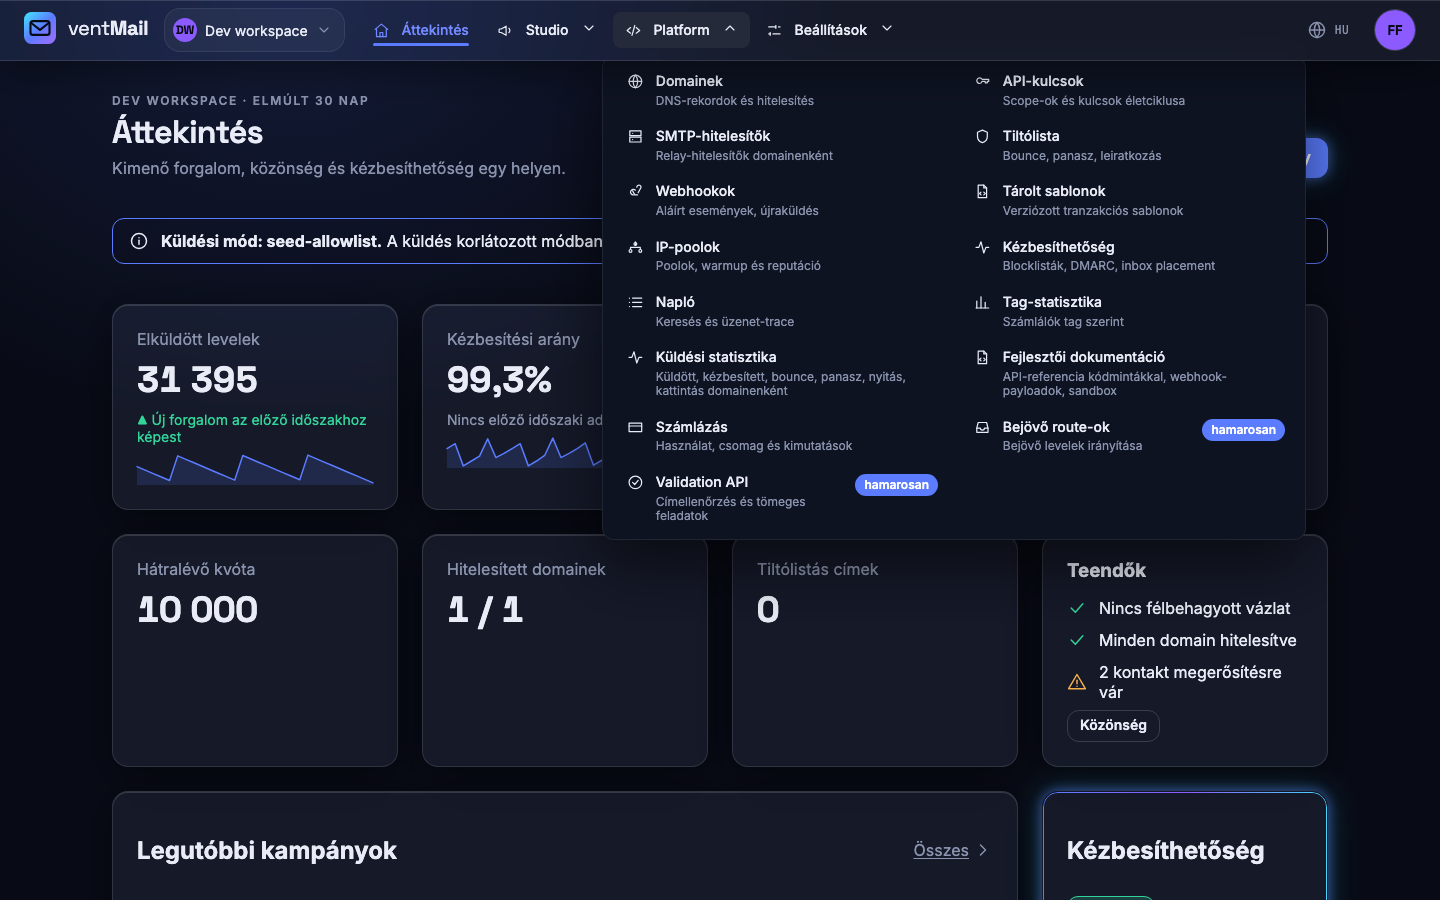 ventMail
DW Dev workspace
Áttekintés
Studio
Platform
Beállítások
HU
FF
DEV WORKSPACE · ELMÚLT 30 NAP
Áttekintés
Kimenő forgalom, közönség és kézbesíthetőség egy helyen.
Küldési mód: seed-allowlist. A küldés korlátozott módban
Domainek
DNS-rekordok és hitelesítés
API-kulcsok
Scope-ok és kulcsok életciklusa
SMTP-hitelesítők
Relay-hitelesítők domainenként
Tiltólista
Bounce, panasz, leiratkozás
Webhookok
Aláírt események, újraküldés
Tárolt sablonok
Verziózott tranzakciós sablonok
IP-poolok
Poolok, warmup és reputáció
Kézbesíthetőség
Blocklisták, DMARC, inbox placement
Napló
Keresés és üzenet-trace
Tag-statisztika
Számlálók tag szerint
Küldési statisztika
Küldött, kézbesített, bounce, panasz, nyitás,
kattintás domainenként
Fejlesztői dokumentáció
API-referencia kódmintákkal, webhook-
payloadok, sandbox
Számlázás
Használat, csomag és kimutatások
Bejövő route-ok
Bejövő levelek irányítása
hamarosan
Validation API
Címellenőrzés és tömeges
feladatok
hamarosan
Elküldött levelek
31 395
▲ Új forgalom az előző időszakhoz
képest
Kézbesítési arány
99,3%
Nincs előző időszaki ad
Hátralévő kvóta
10 000
Hitelesített domainek
1 / 1
Tiltólistás címek
0
Teendők
Nincs félbehagyott vázlat
Minden domain hitelesítve
2 kontakt megerősítésre
vár
Közönség
Legutóbbi kampányok
Összes
Kézbesíthetőség